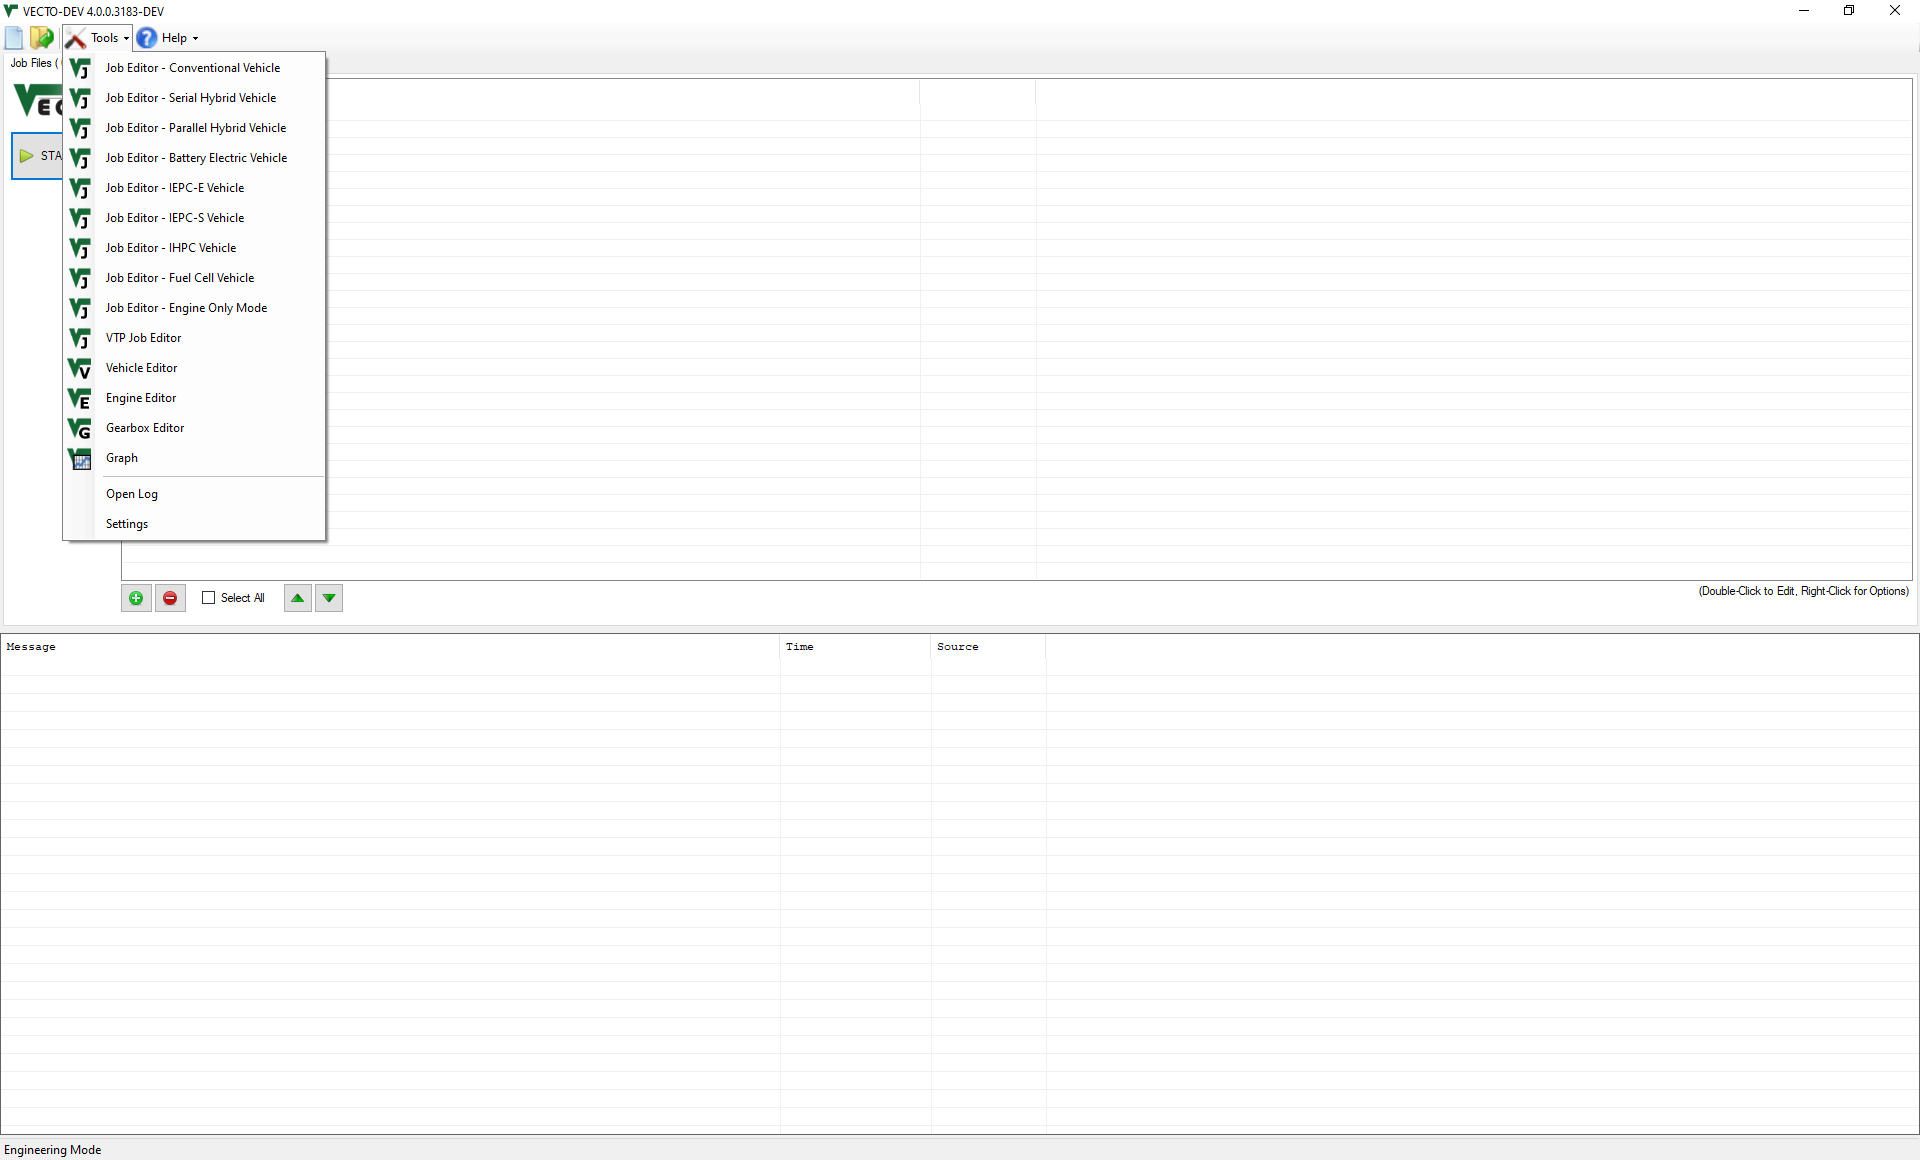 VECTO-DEV 4.0.0.3183-DEV
Tools Help
Job Files (
VEC
STA
Job Editor - Conventional Vehicle
Job Editor - Serial Hybrid Vehicle
Job Editor - Parallel Hybrid Vehicle
Job Editor - Battery Electric Vehicle
Job Editor - IEPC-E Vehicle
Job Editor - IEPC-S Vehicle
Job Editor - IHPC Vehicle
Job Editor - Fuel Cell Vehicle
Job Editor - Engine Only Mode
VTP Job Editor
Vehicle Editor
Engine Editor
Gearbox Editor
Graph
Open Log
Settings
Select All
(Double-Click to Edit, Right-Click for Options)
Message Time Source
Engineering Mode